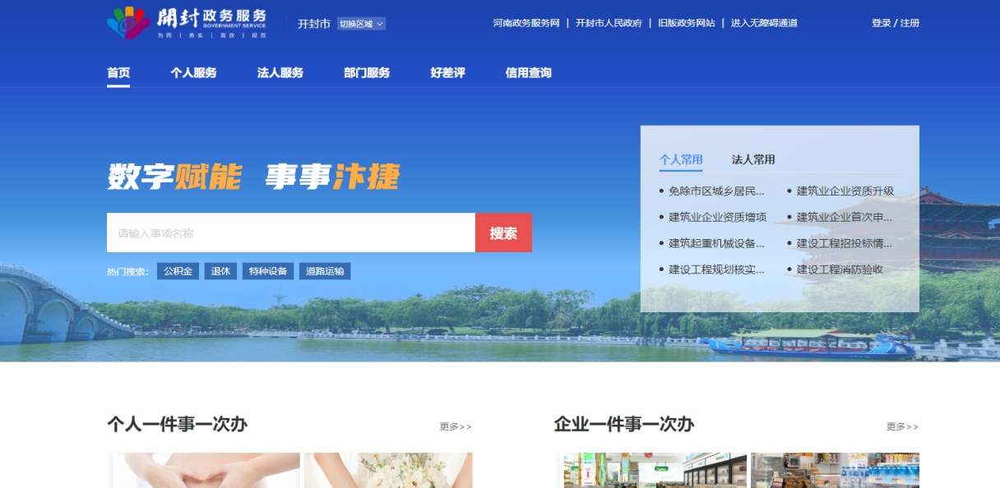 開封 政务服务
GOVERNMENT SERVICE
为民 | 务实 | 高效 | 规范
开封市 切换区域
河南政务服务网 | 开封市人民政府 | 旧版政务网站 | 进入无障碍通道
登录 / 注册
首页 个人服务 法人服务 部门服务 好差评 信用查询
数字赋能 事事汴捷
请输入事项名称 搜索
热门搜索： 公积金 退休 特种设备 道路运输
个人常用 法人常用
免除市区城乡居民... 建筑业企业资质升级
建筑业企业资质增项 建筑业企业首次申...
建筑起重机械设备... 建设工程招投标情...
建设工程规划核实... 建设工程消防验收
个人一件事一次办 更多>>
企业一件事一次办 更多>>